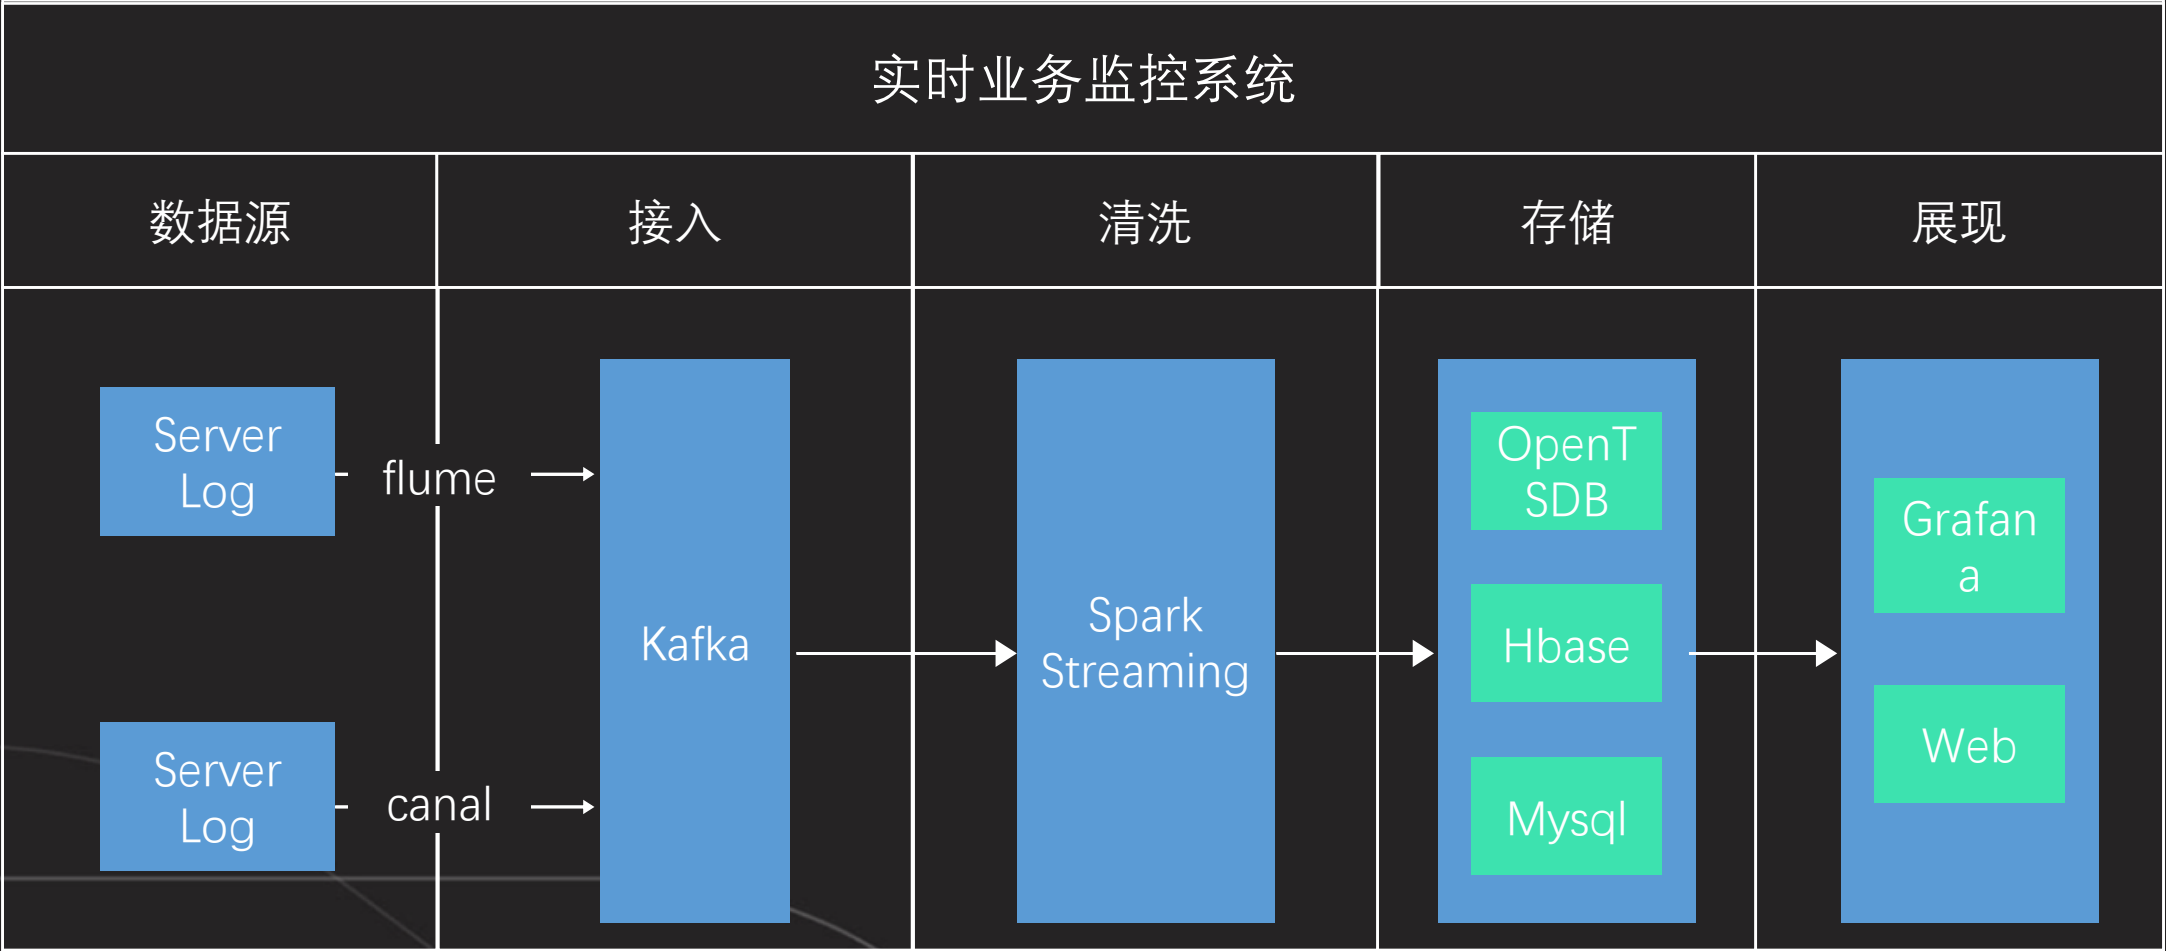 实时业务监控系统
数据源
接入
清洗
存储
展现
Server
Log
flume
Server
Log
canal
Kafka
Spark
Streaming
OpenT
SDB
Hbase
Mysql
Grafan
a
Web